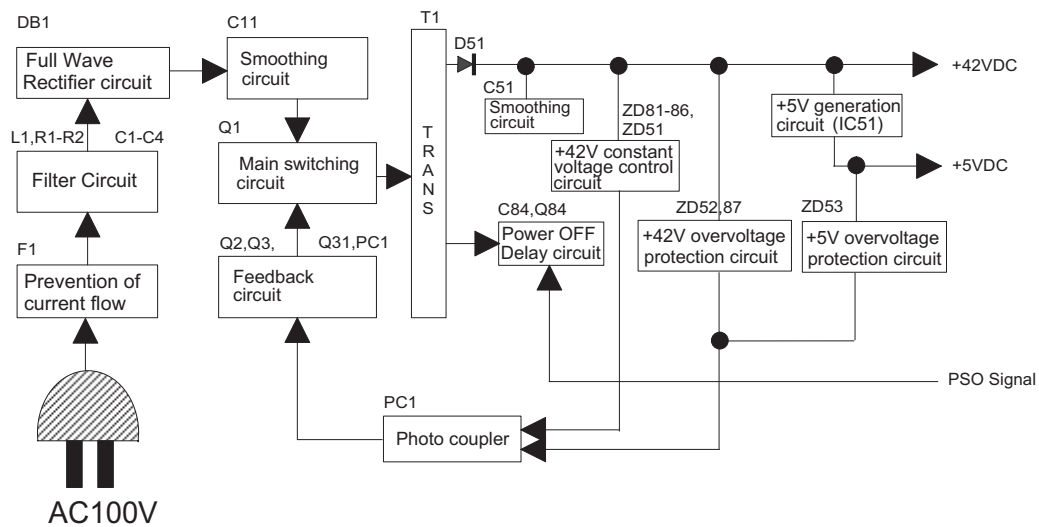 DB1
Full Wave
Rectifier circuit
L1,R1-R2
C1-C4
Filter Circuit
F1
Prevention of
current flow
AC100V
C11
Smoothing
circuit
Q1
Main switching
circuit
Q2,Q3,
Q31,PC1
Feedback
circuit
PC1
Photo coupler
T1
TRANS
D51
C51
Smoothing
circuit
ZD81-86,
ZD51
+42V constant
voltage control
circuit
C84,Q84
Power OFF
Delay circuit
ZD52,87
+42V overvoltage
protection circuit
+5V generation
circuit (IC51)
ZD53
+5V overvoltage
protection circuit
+42VDC
+5VDC
PSO Signal